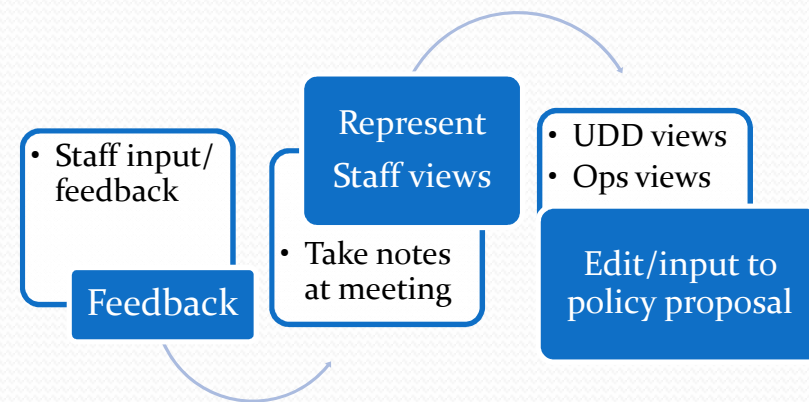 • Staff input/
feedback
Feedback
Represent
Staff views
• Take notes
at meeting
• UDD views
• Ops views
Edit/input to
policy proposal